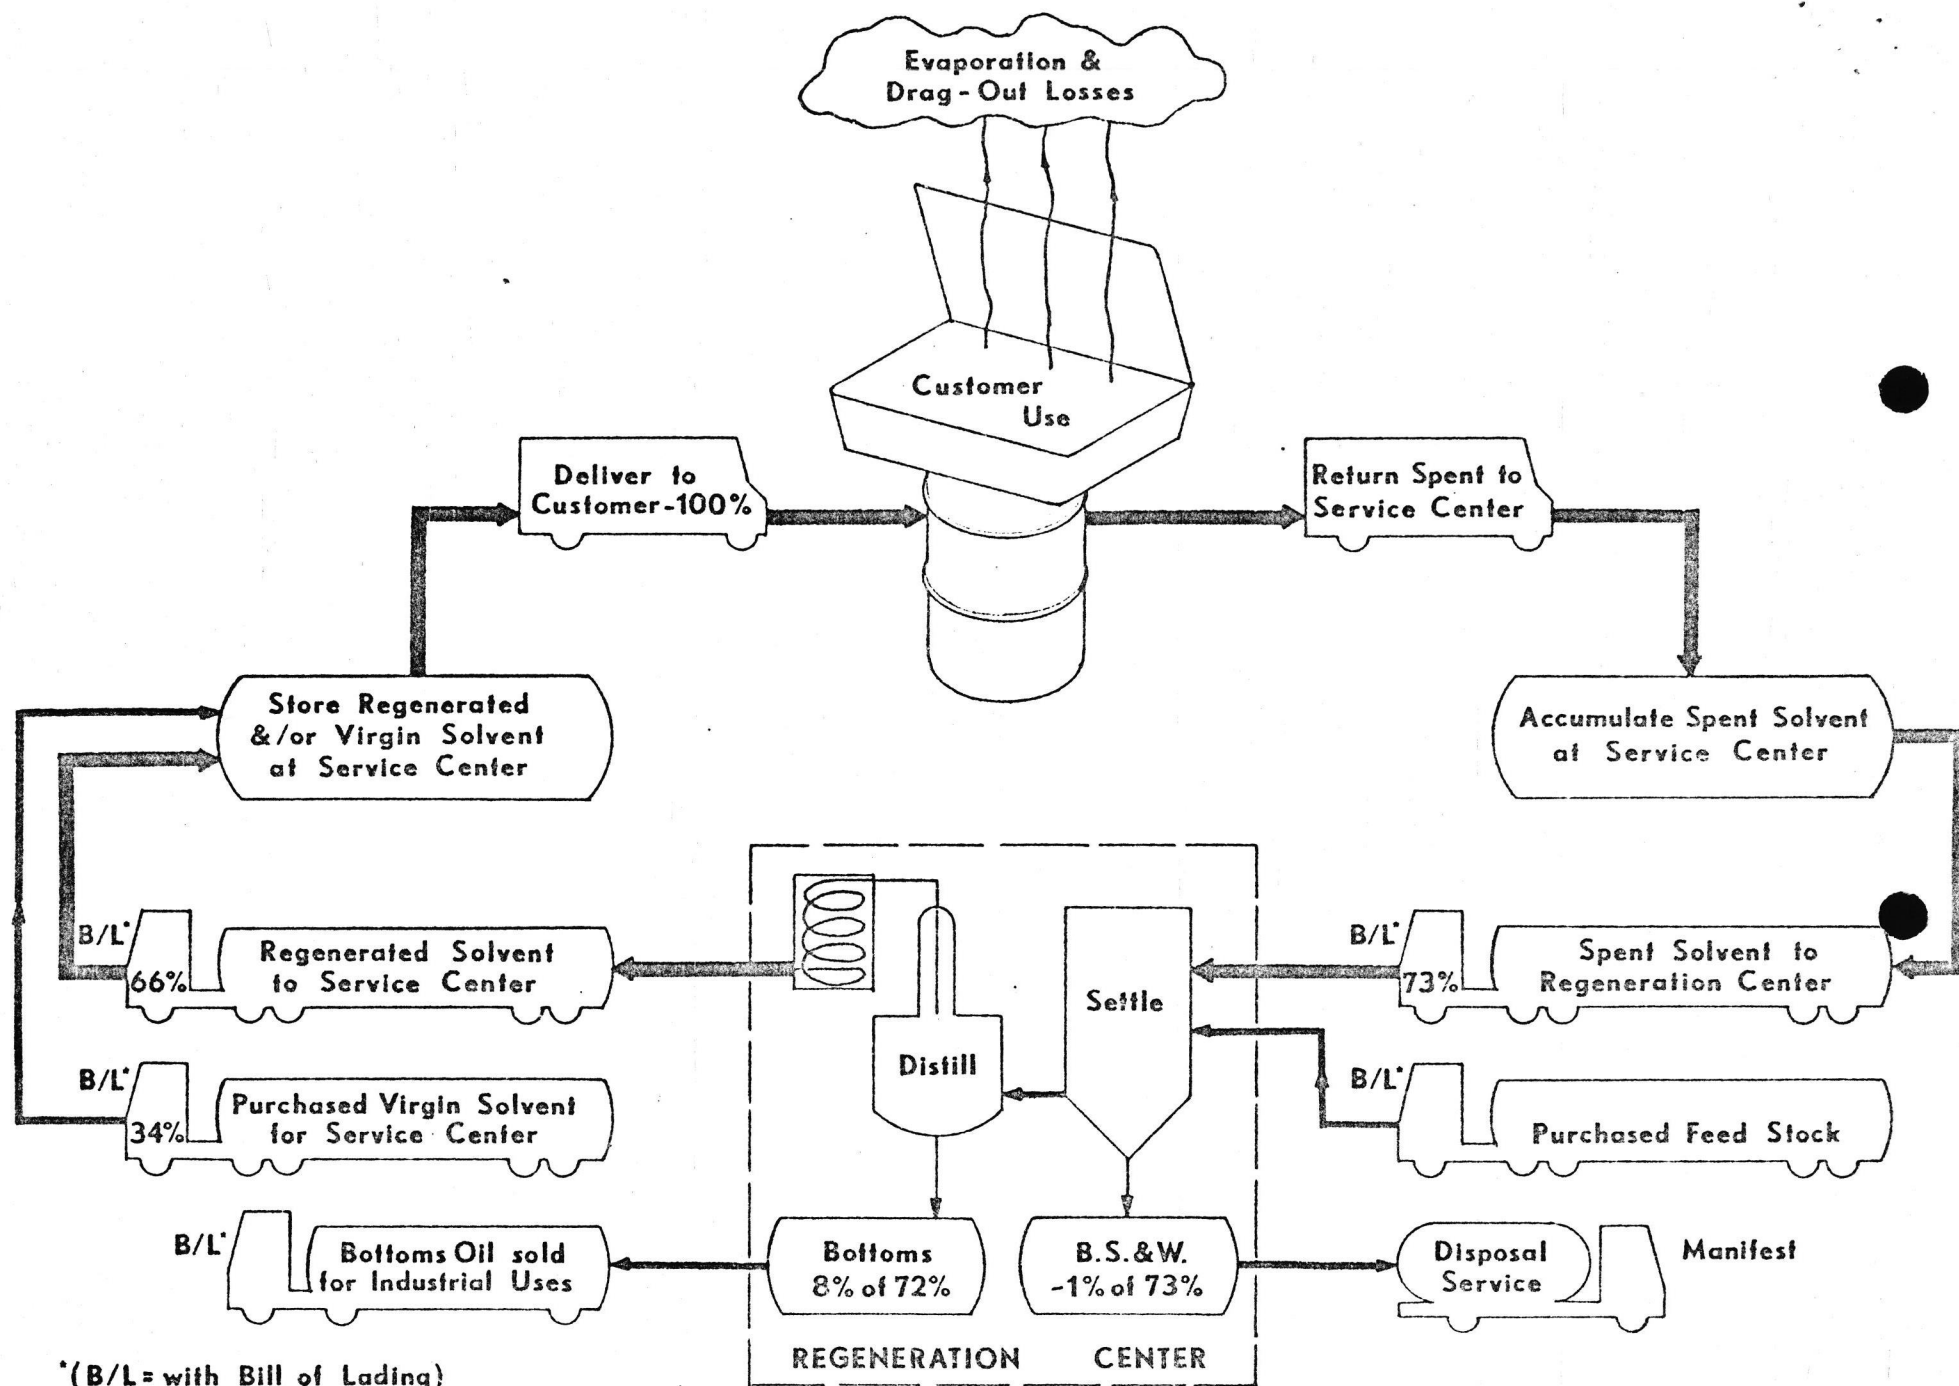 Evaporation &
Drag-Out Losses
Customer
Use
Deliver to
Customer-100%
Return Spent to
Service Center
Store Regenerated
&/or Virgin Solvent
at Service Center
Accumulate Spent Solvent
at Service Center
B/L*
66%
Regenerated Solvent
to Service Center
Settle
Distill
B/L*
73%
Spent Solvent to
Regeneration Center
B/L*
34%
Purchased Virgin Solvent
for Service Center
B/L*
Purchased Feed Stock
B/L*
Bottoms Oil sold
for Industrial Uses
Bottoms
8% of 72%
B.S.&W.
-1% of 73%
Disposal
Service
Manifest
REGENERATION CENTER
*(B/L= with Bill of Lading)